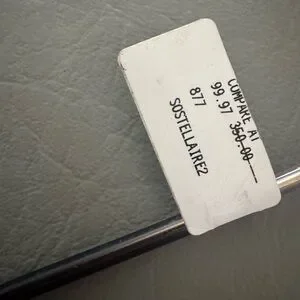 COMPARE AT
99.97 350.00
877
SOSTELLAIRE2